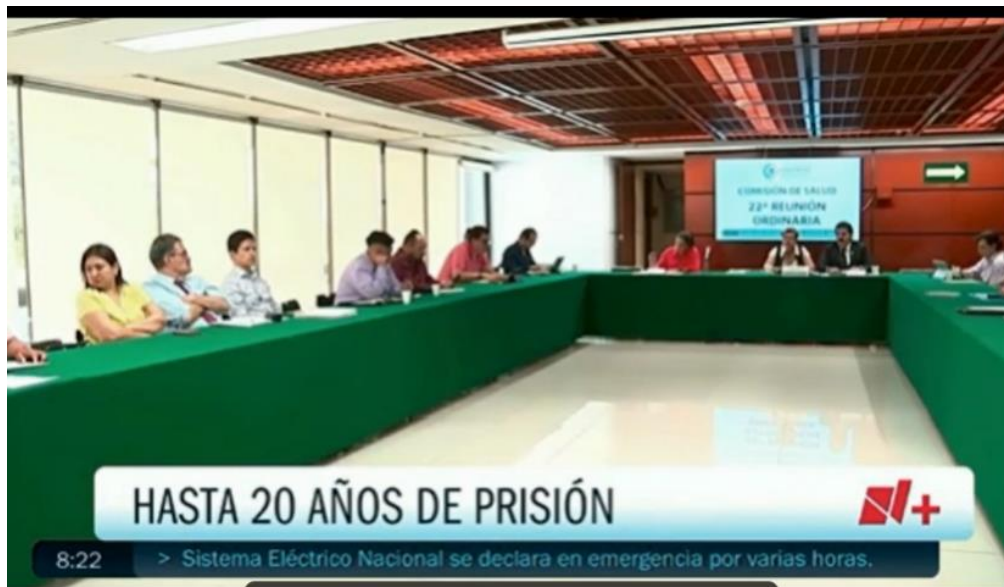 COMISIÓN DE SALUD
22ª REUNIÓN
ORDINARIA
HASTA 20 AÑOS DE PRISIÓN
N+
8:22
> Sistema Eléctrico Nacional se declara en emergencia por varias horas.